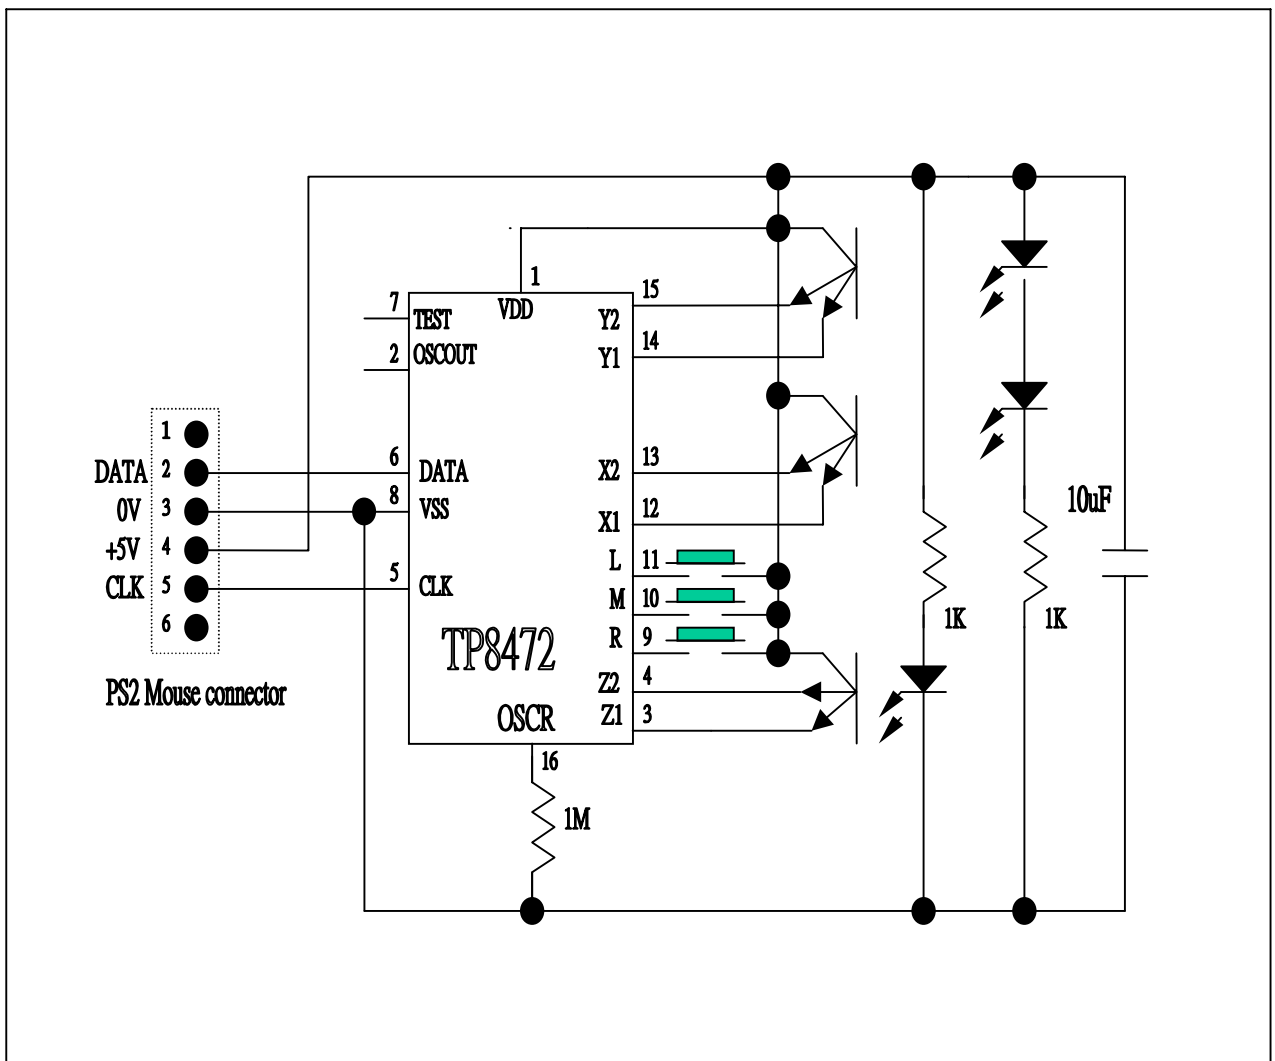 1
15
7
VDD
TEST
Y2
14
2
OSCOUT
Y1
1
DATA
2
6
DATA
X2
13
0V
3
8
VSS
12
10uF
X1
+5V
4
L
11
CLK
5
5
CLK
M
10
6
R
9
1K
1K
TP8472
Z2
4
PS2 Mouse connector
OSCR
Z1
3
16
1M